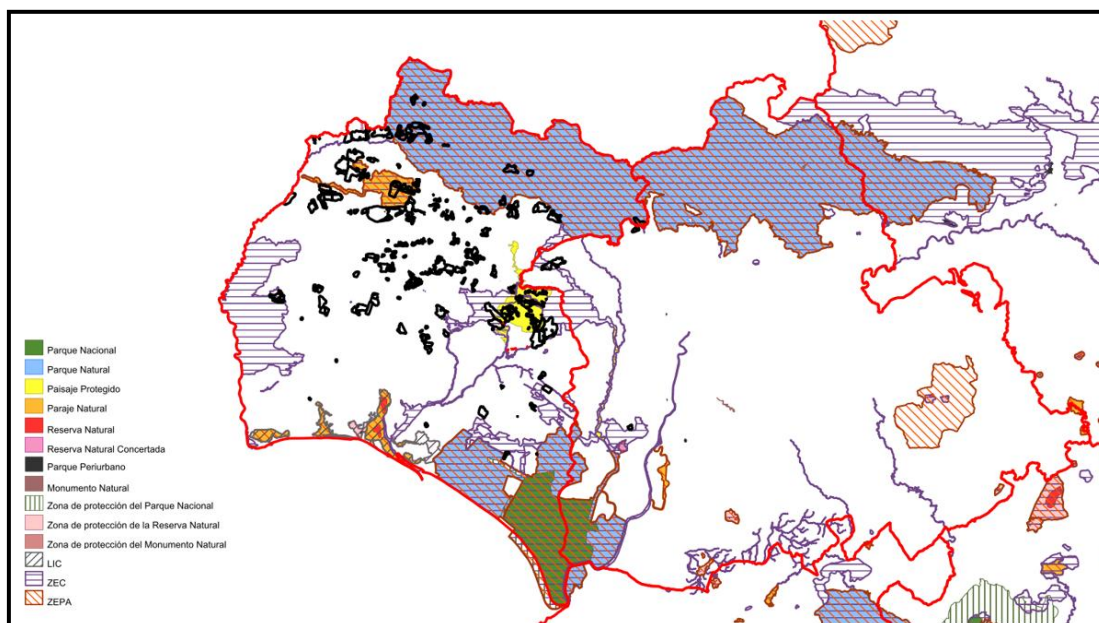 Parque Nacional
Parque Natural
Paisaje Protegido
Paraje Natural
Reserva Natural
Reserva Natural Concertada
Parque Periurbano
Monumento Natural
Zona de protección del Parque Nacional
Zona de protección de la Reserva Natural
Zona de protección del Monumento Natural
LIC
ZEC
ZEPA